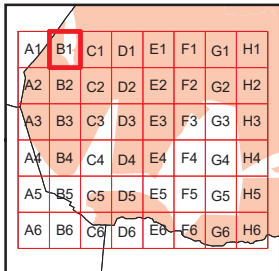 A1 B1 C1 D1 E1 F1 G1 H1
A2 B2 C2 D2 E2 F2 G2 H2
A3 B3 C3 D3 E3 F3 G3 H3
A4 B4 C4 D4 E4 F4 G4 H4
A5 B5 C5 D5 E5 F5 G5 H5
A6 B6 C6 D6 E6 F6 G6 H6